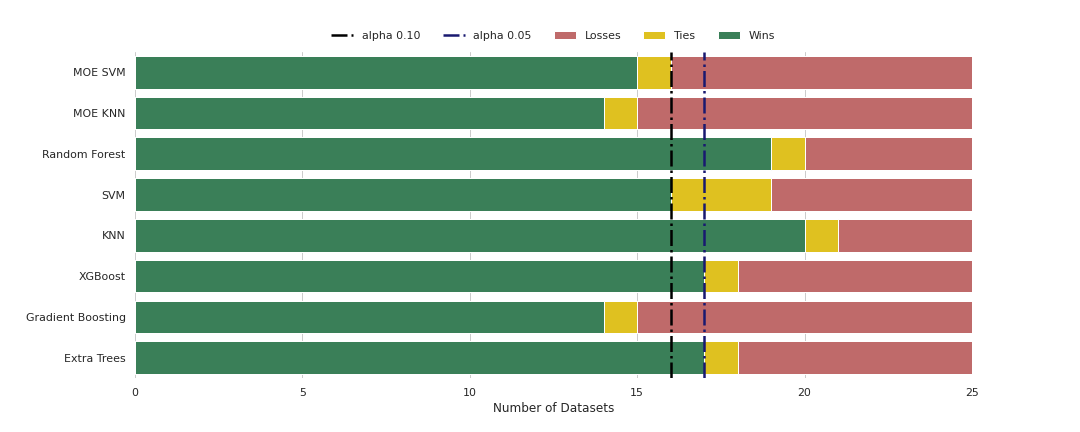 alpha 0.10 alpha 0.05 Losses Ties Wins
MOE SVM
MOE KNN
Random Forest
SVM
KNN
XGBoost
Gradient Boosting
Extra Trees
0 5 10 15 20 25
Number of Datasets